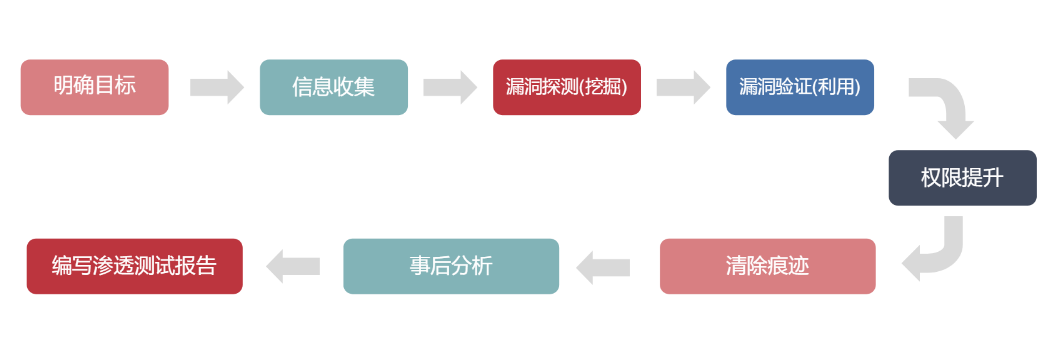 明确目标
信息收集
漏洞探测(挖掘)
漏洞验证(利用)
权限提升
清除痕迹
事后分析
编写渗透测试报告